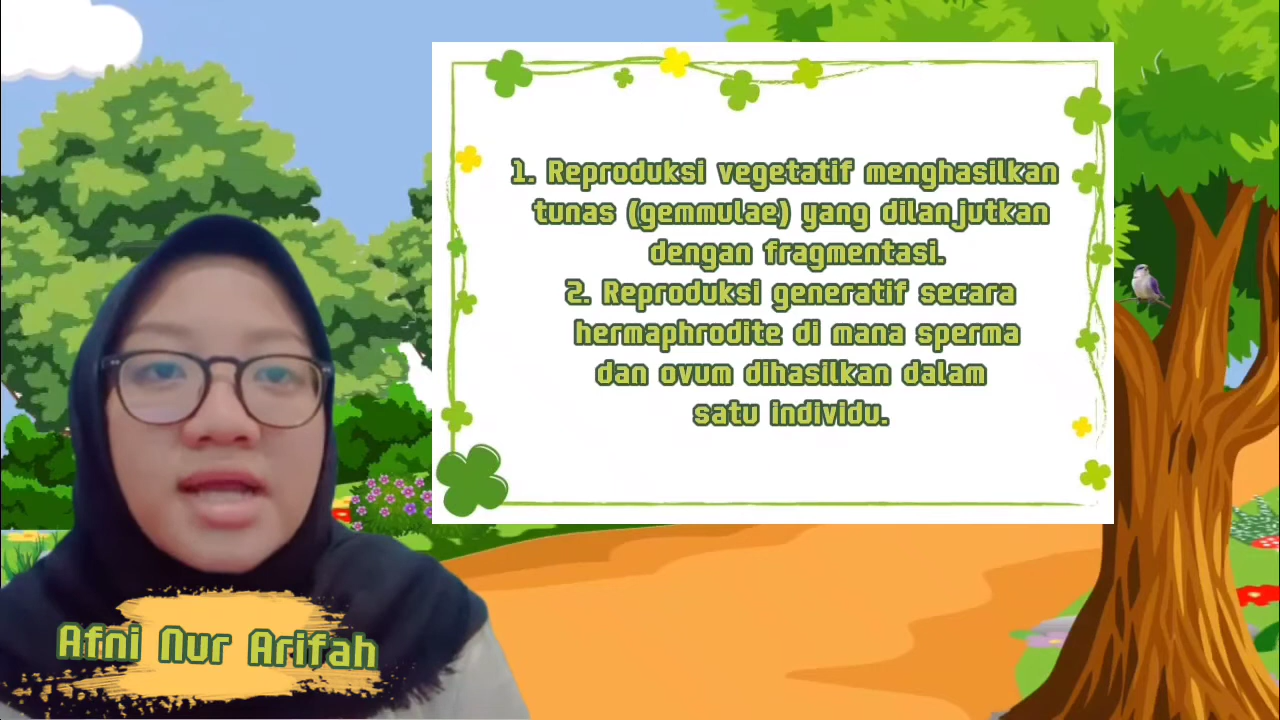 1. Reproduksi vegetatif menghasilkan
tunas (gemmulae) yang dilanjutkan
dengan fragmentasi.
2. Reproduksi generatif secara
hermaphrodite di mana sperma
dan ovum dihasilkan dalam
satu individu.
Afni Nur Arifah